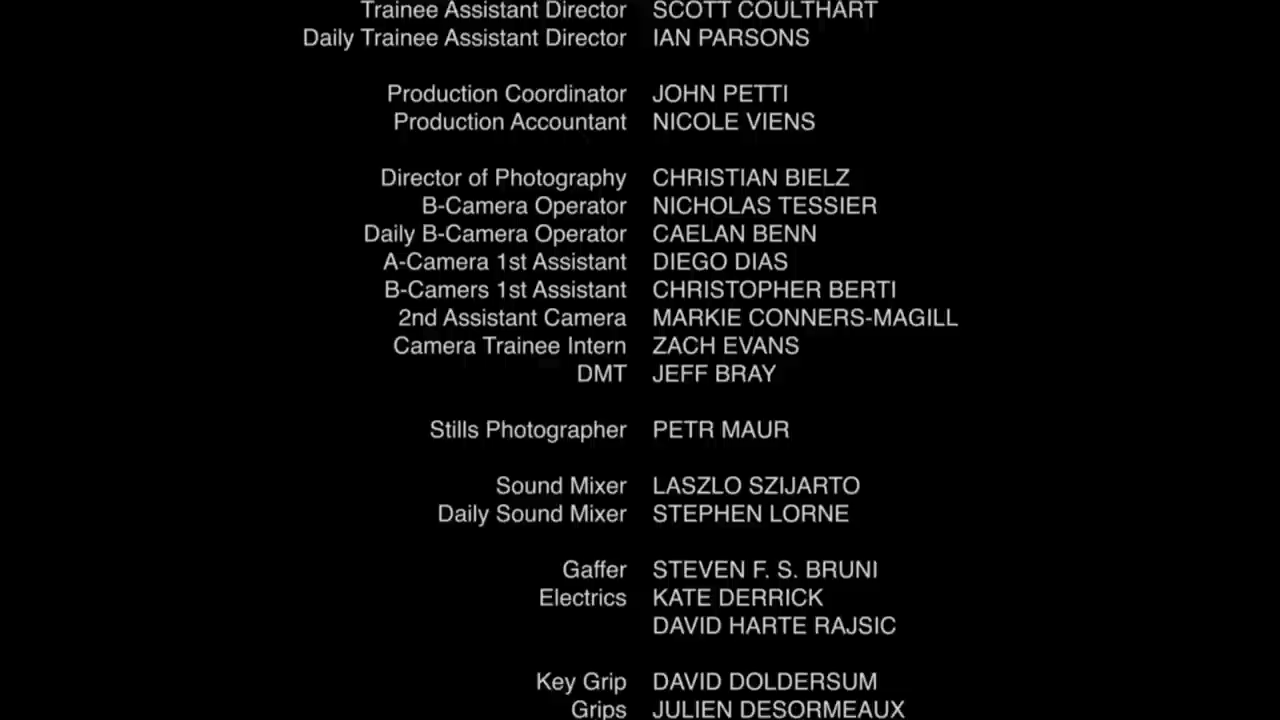 Trainee Assistant Director SCOTT COULTHART
Daily Trainee Assistant Director IAN PARSONS
Production Coordinator JOHN PETTI
Production Accountant NICOLE VIENS
Director of Photography CHRISTIAN BIELZ
B-Camera Operator NICHOLAS TESSIER
Daily B-Camera Operator CAELAN BENN
A-Camera 1st Assistant DIEGO DIAS
B-Camers 1st Assistant CHRISTOPHER BERTI
2nd Assistant Camera MARKIE CONNERS-MAGILL
Camera Trainee Intern ZACH EVANS
DMT JEFF BRAY
Stills Photographer PETR MAUR
Sound Mixer LASZLO SZIJARTO
Daily Sound Mixer STEPHEN LORNE
Gaffer STEVEN F. S. BRUNI
Electrics KATE DERRICK
DAVID HARTE RAJSIC
Key Grip DAVID DOLDERSUM
Grips JULIEN DESORMEAUX